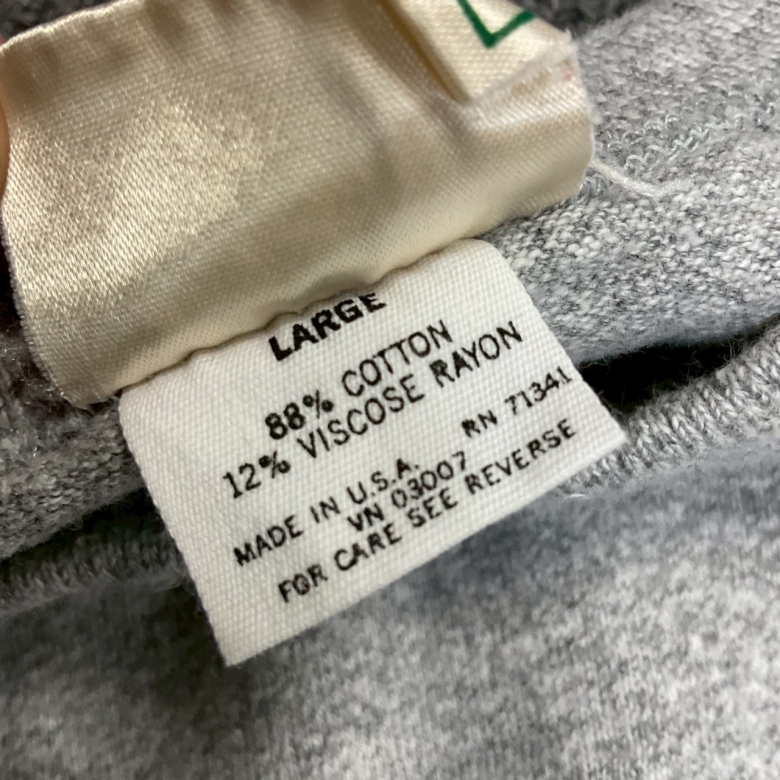 LARGE
88% COTTON
12% VISCOSE RAYON
RN 71341
MADE IN U.S.A.
VN 03007
FOR CARE SEE REVERSE